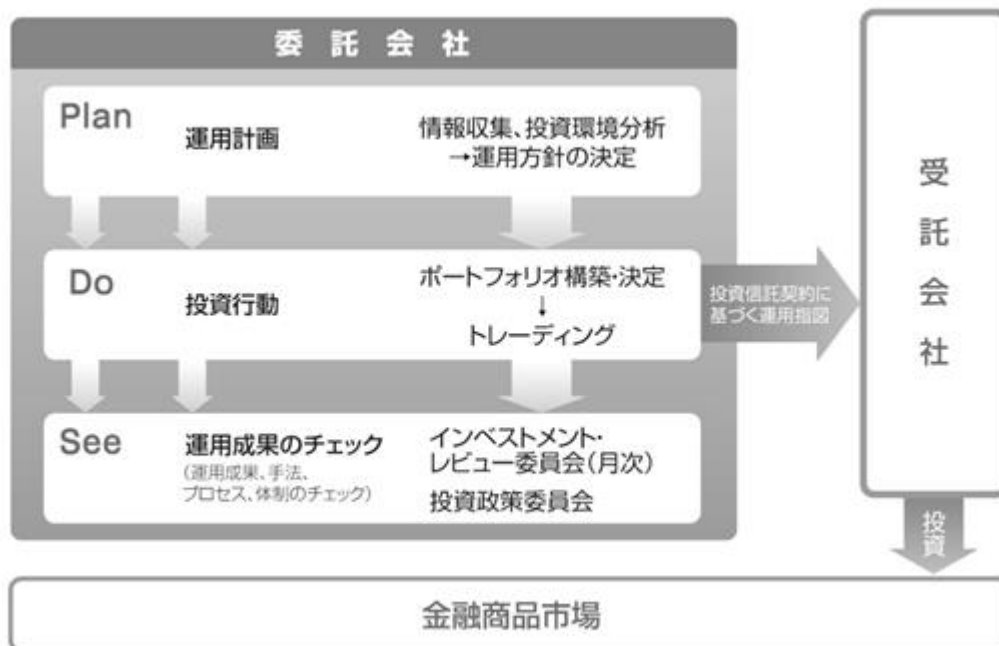 委託会社
Plan
運用計画
情報収集、投資環境分析
→運用方針の決定
Do
投資行動
ポートフォリオ構築・決定
↓
トレーディング
投資信託契約に
基づく運用指図
See
運用成果のチェック
(運用成果、手法、
プロセス、体制のチェック)
インベストメント・
レビュー委員会(月次)
投資政策委員会
受託会社
投資
金融商品市場